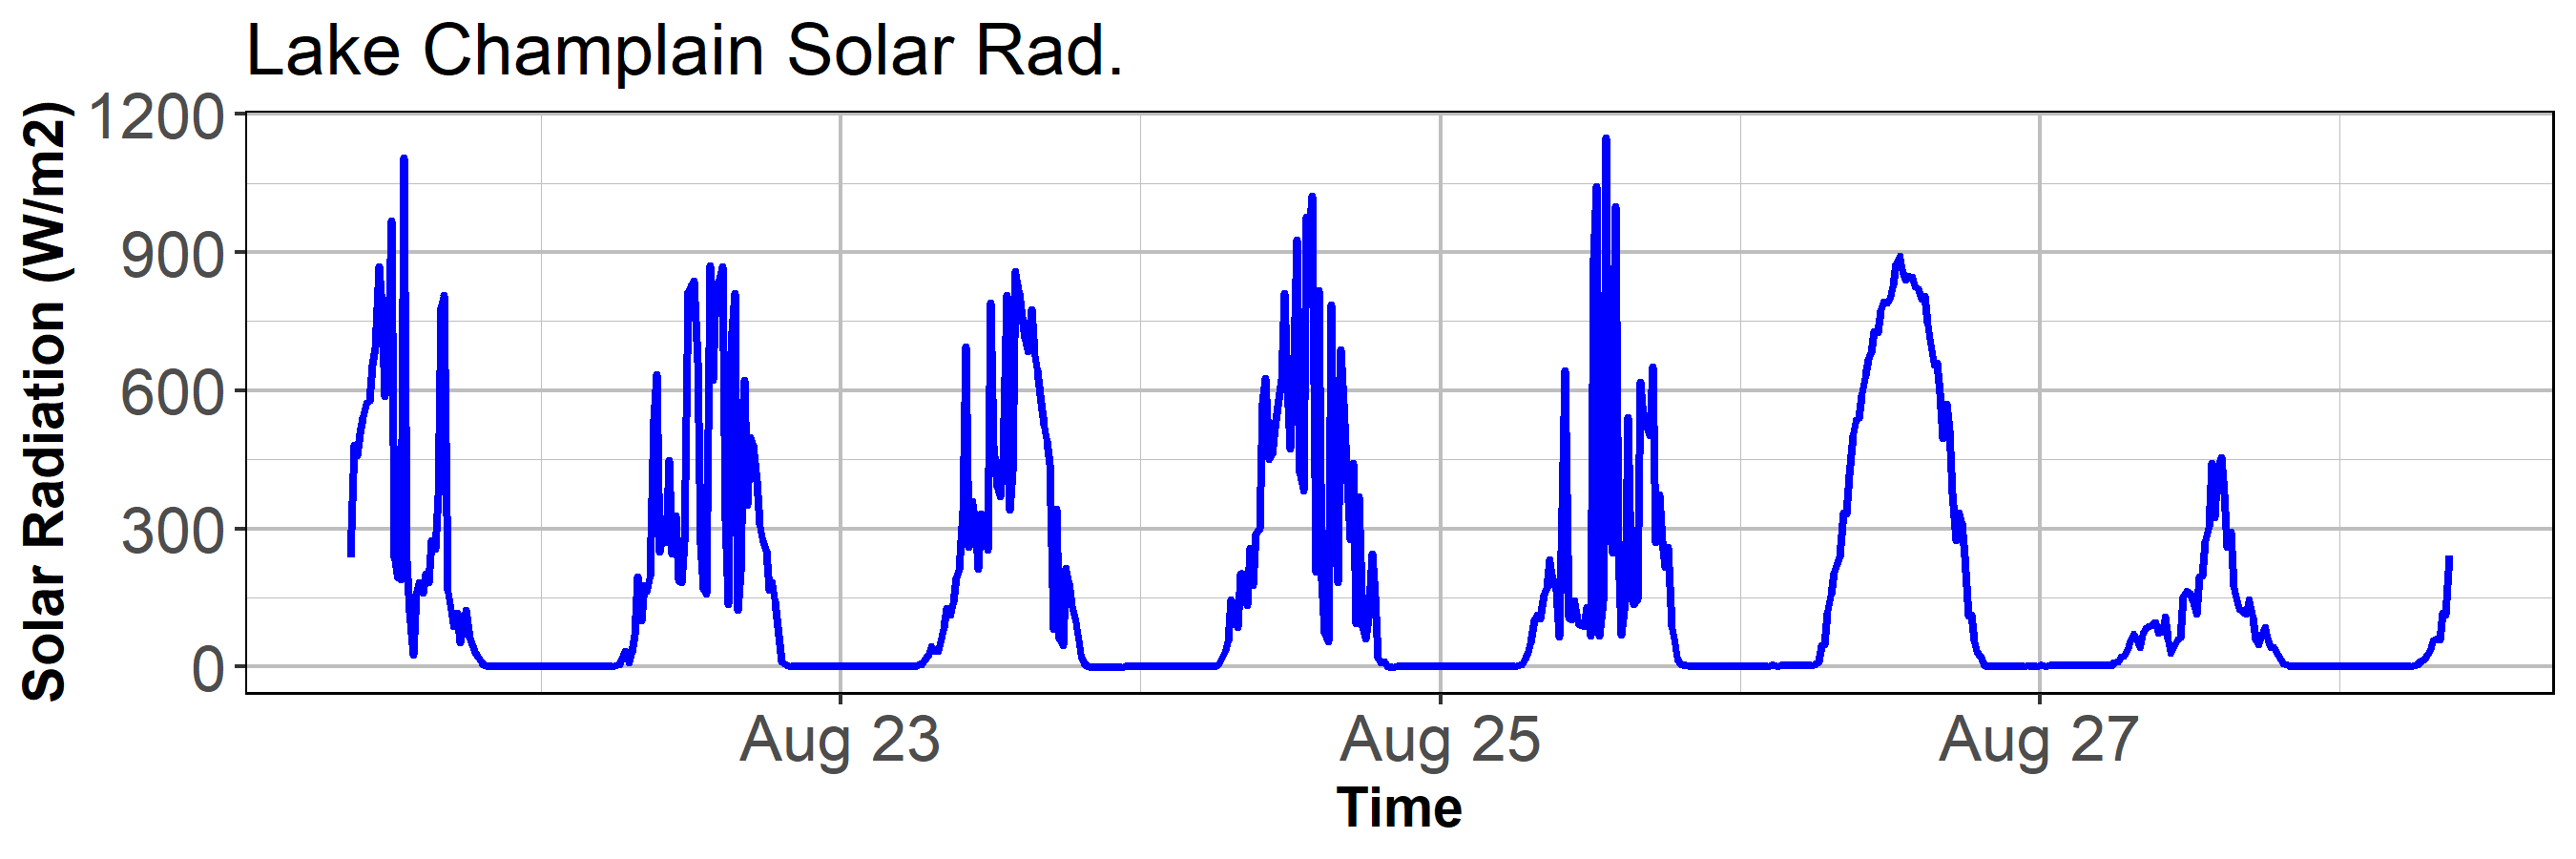 Lake Champlain Solar Rad.
Solar Radiation (W/m2)
1200
900
600
300
0
Aug 23 Aug 25 Aug 27
Time